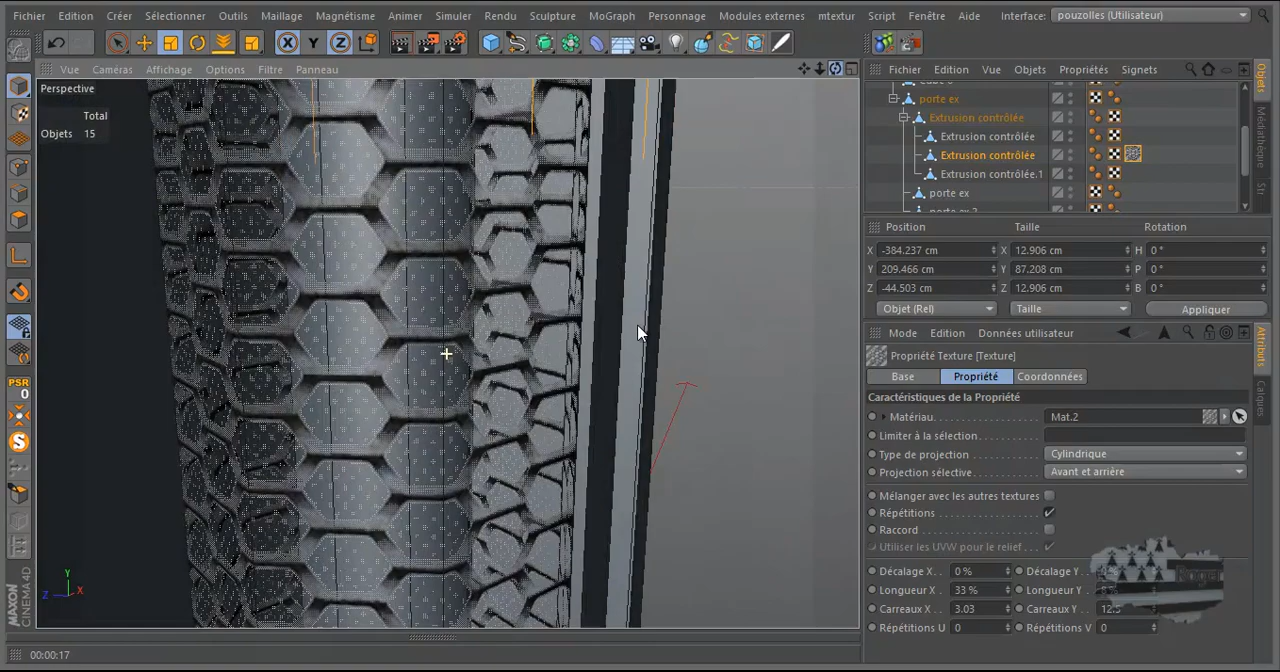 Fichier Edition Créer Sélectionner Outils Maillage Magnétisme Animer Simuler Rendu Sculpture MoGraph Personnage Modules externes mtextur Script Fenêtre Aide Interface: pouzolles (Utilisateur)
X Y Z
Vue Caméras Affichage Options Filtre Panneau
Fichier Edition Vue Objets Propriétés Signets
Perspective
Total
Objets 15
porte ex
Extrusion contrôlée
Extrusion contrôlée
Extrusion contrôlée
Extrusion contrôlée.1
porte ex
Objets
Médiathèque
Str
Position Taille Rotation
X -384.237 cm X 12.906 cm H 0 °
Y 209.466 cm Y 87.208 cm P 0 °
Z -44.503 cm Z 12.906 cm B 0 °
Objet (Rel) Taille Appliquer
Mode Edition Données utilisateur
Propriété Texture [Texture]
Base Propriété Coordonnées
Caractéristiques de la Propriété
Matériau. Mat.2
Limiter à la sélection
Type de projection Cylindrique
Projection sélective Avant et arrière
Mélanger avec les autres textures
Répétitions
Raccord
Utiliser les UVW pour le relief
Décalage X 0 % Décalage Y
Longueur X 33 % Longueur Y
Carreaux X 3.03 Carreaux Y 12.5
Répétitions U 0 Répétitions V 0
Attributs
Calques
PSR
0
S
Y
Z X
MAXON
CINEMA 4D
00:00:17